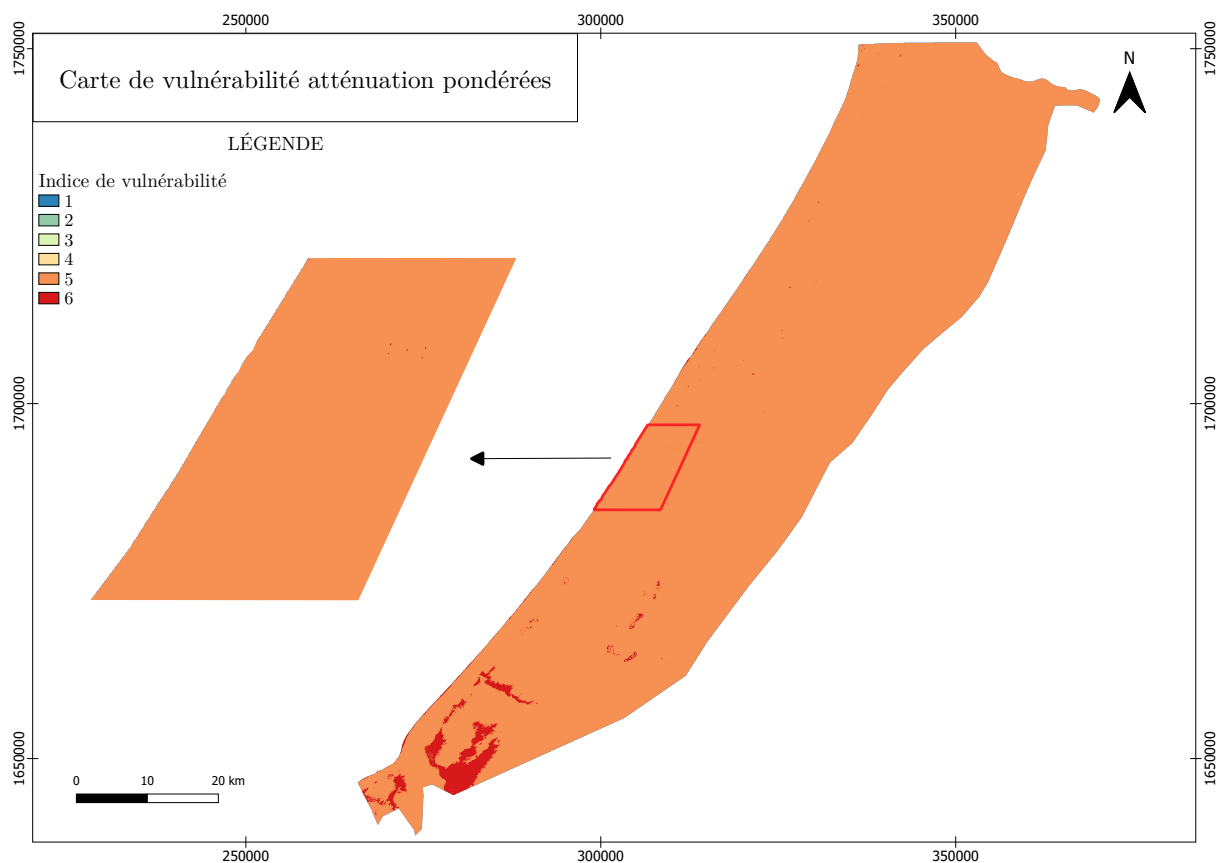 250000 300000 350000
1750000 1750000
Carte de vulnérabilité atténuation pondérées
N
LÉGENDE
Indice de vulnérabilité
1
2
3
4
5
6
1700000 1700000
1650000 1650000
0 10 20 km
250000 300000 350000